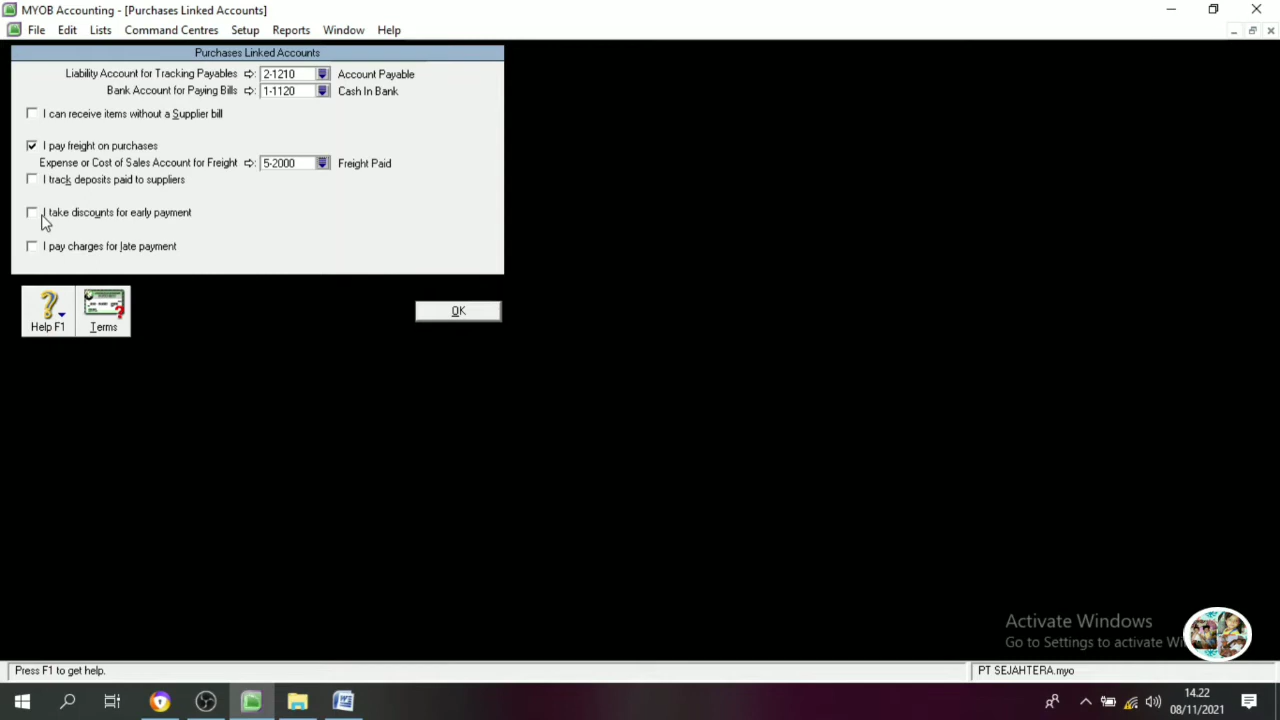 MYOB Accounting - [Purchases Linked Accounts]
File Edit Lists Command Centres Setup Reports Window Help
Purchases Linked Accounts
Liability Account for Tracking Payables 2-1210 Account Payable
Bank Account for Paying Bills 1-1120 Cash In Bank
I can receive items without a Supplier bill
I pay freight on purchases
Expense or Cost of Sales Account for Freight 5-2000 Freight Paid
I track deposits paid to suppliers
I take discounts for early payment
I pay charges for late payment
Help F1 Terms OK
Activate Windows
Go to Settings to activate Wi
Press F1 to get help. PT SEJAHTERA.myo
14.22
08/11/2021